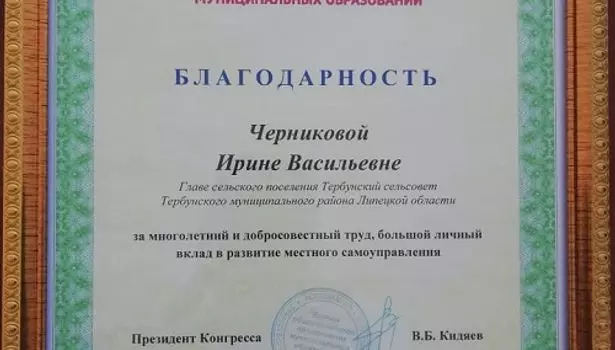 МУНИЦИПАЛЬНЫХ ОБРАЗОВАНИЙ
БЛАГОДАРНОСТЬ
Черниковой
Ирине Васильевне
Главе сельского поселения Тербунский сельсовет
Тербунского муниципального района Липецкой области
за многолетний и добросовестный труд, большой личный
вклад в развитие местного самоуправления
Президент Конгресса
В.Б. Кидяев